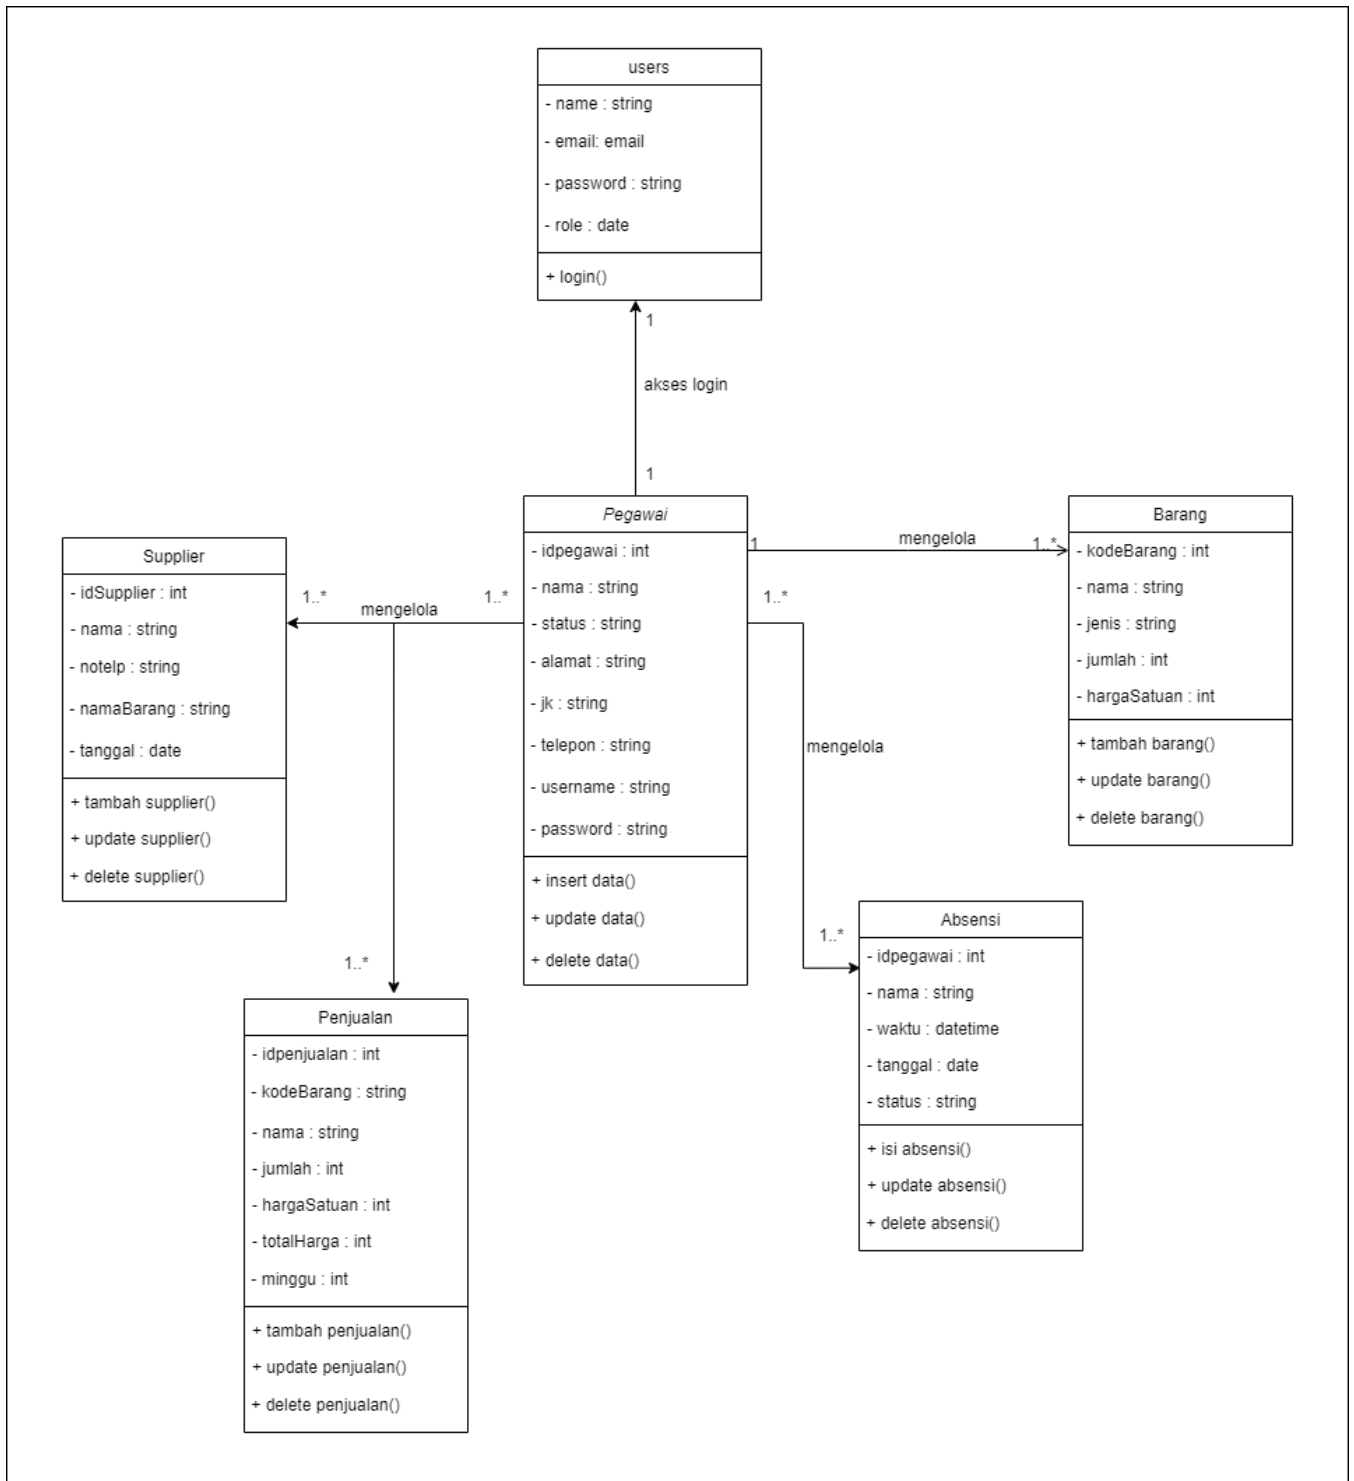 users
- name : string
- email: email
- password : string
- role : date
+ login()
1
akses login
1
Pegawai
- idpegawai : int
- nama : string
- status : string
- alamat : string
- jk : string
- telepon : string
- username : string
- password : string
+ insert data()
+ update data()
+ delete data()
1
mengelola
1..*
Barang
- kodeBarang : int
- nama : string
- jenis : string
- jumlah : int
- hargaSatuan : int
+ tambah barang()
+ update barang()
+ delete barang()
Supplier
- idSupplier : int
- nama : string
- notelp : string
- namaBarang : string
- tanggal : date
+ tambah supplier()
+ update supplier()
+ delete supplier()
1..*
mengelola
1..*
1..*
mengelola
1..*
Absensi
- idpegawai : int
- nama : string
- waktu : datetime
- tanggal : date
- status : string
+ isi absensi()
+ update absensi()
+ delete absensi()
1..*
Penjualan
- idpenjualan : int
- kodeBarang : string
- nama : string
- jumlah : int
- hargaSatuan : int
- totalHarga : int
- minggu : int
+ tambah penjualan()
+ update penjualan()
+ delete penjualan()